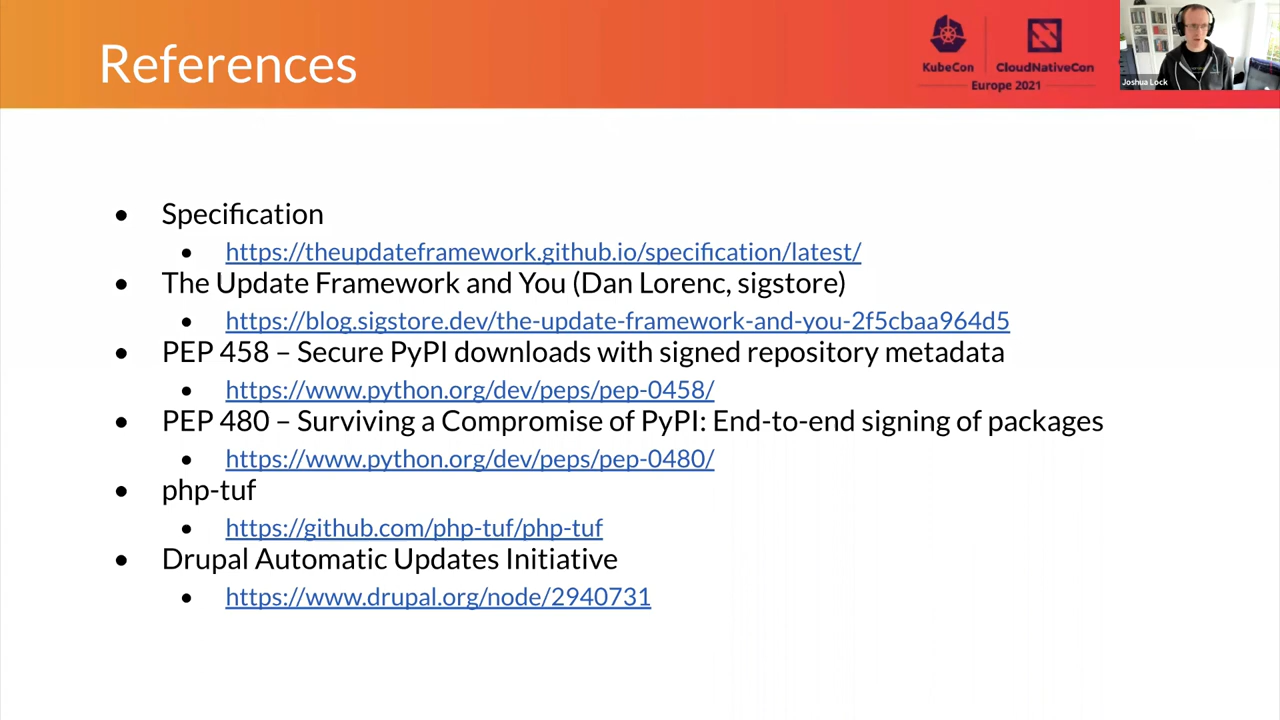 References
KubeCon
CloudNativeCon
Europe 2021
Joshua Lock
• Specification
• https://theupdateframework.github.io/specification/latest/
• The Update Framework and You (Dan Lorenc, sigstore)
• https://blog.sigstore.dev/the-update-framework-and-you-2f5cbaa964d5
• PEP 458 – Secure PyPI downloads with signed repository metadata
• https://www.python.org/dev/peps/pep-0458/
• PEP 480 – Surviving a Compromise of PyPI: End-to-end signing of packages
• https://www.python.org/dev/peps/pep-0480/
• php-tuf
• https://github.com/php-tuf/php-tuf
• Drupal Automatic Updates Initiative
• https://www.drupal.org/node/2940731